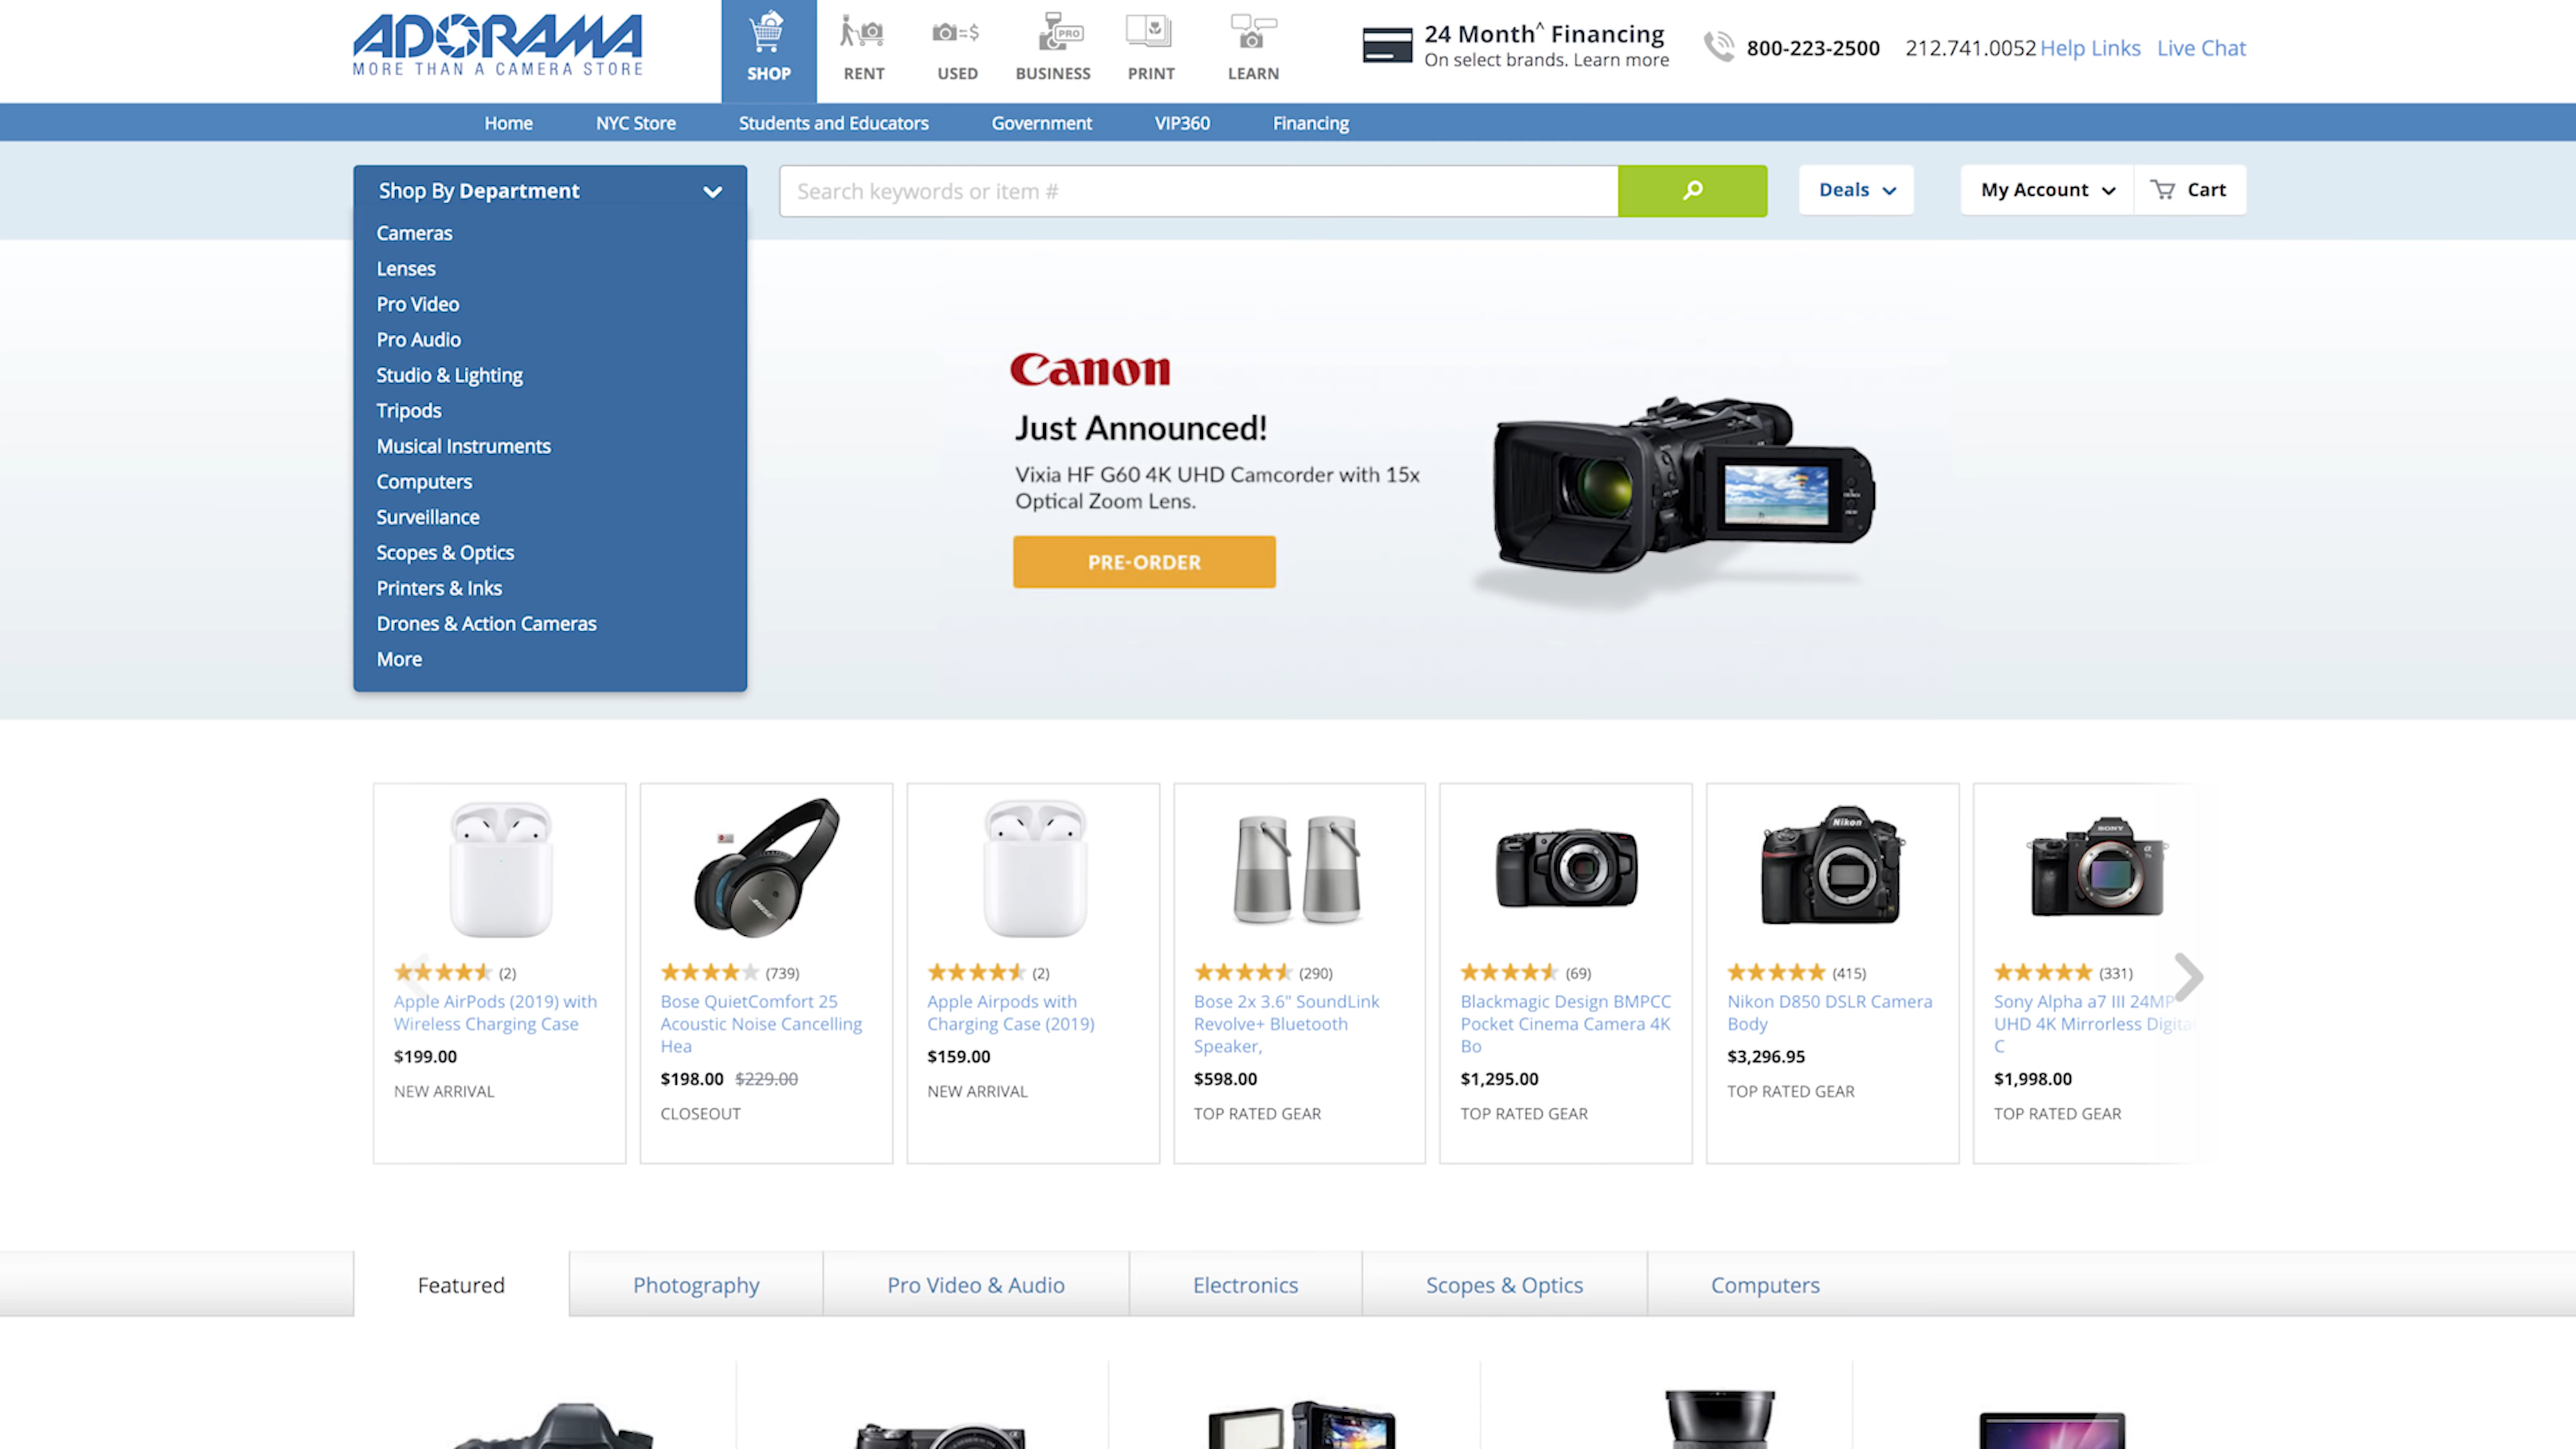 ADORAMA
MORE THAN A CAMERA STORE
SHOP
RENT
=$
USED
PRO
BUSINESS
PRINT
LEARN
24 Month^ Financing
On select brands. Learn more
800-223-2500
212.741.0052
Help Links
Live Chat
Home
NYC Store
Students and Educators
Government
VIP360
Financing
Shop By Department
Search keywords or item #
Deals
My Account
Cart
Cameras
Lenses
Pro Video
Pro Audio
Studio & Lighting
Tripods
Musical Instruments
Computers
Surveillance
Scopes & Optics
Printers & Inks
Drones & Action Cameras
More
Canon
Just Announced!
Vixia HF G60 4K UHD Camcorder with 15x
Optical Zoom Lens.
PRE-ORDER
(2)
Apple AirPods (2019) with
Wireless Charging Case
$199.00
NEW ARRIVAL
BOSE
(739)
Bose QuietComfort 25
Acoustic Noise Cancelling
Hea
$198.00 $229.00
CLOSEOUT
(2)
Apple Airpods with
Charging Case (2019)
$159.00
NEW ARRIVAL
(290)
Bose 2x 3.6" SoundLink
Revolve+ Bluetooth
Speaker,
$598.00
TOP RATED GEAR
(69)
Blackmagic Design BMPCC
Pocket Cinema Camera 4K
Bo
$1,295.00
TOP RATED GEAR
Nikon
(415)
Nikon D850 DSLR Camera
Body
$3,296.95
TOP RATED GEAR
SONY
(331)
Sony Alpha a7 III 24MP
UHD 4K Mirrorless Digital
C
$1,998.00
TOP RATED GEAR
Featured
Photography
Pro Video & Audio
Electronics
Scopes & Optics
Computers